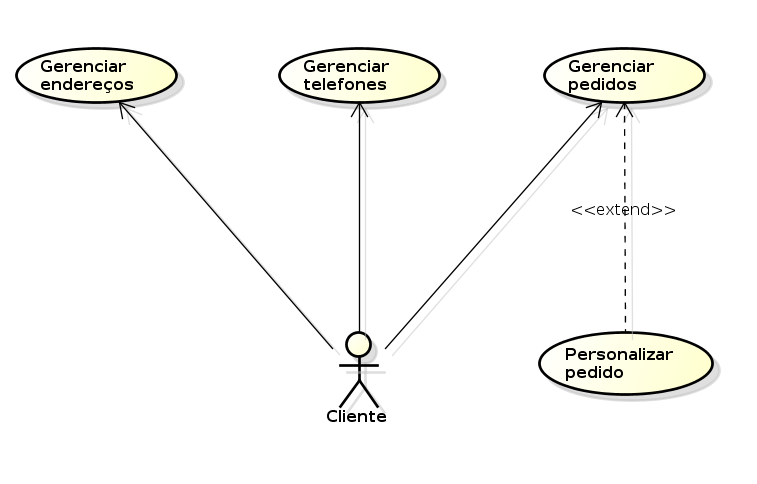 Gerenciar
endereços
Gerenciar
telefones
Gerenciar
pedidos
<<extend>>
Personalizar
pedido
Cliente